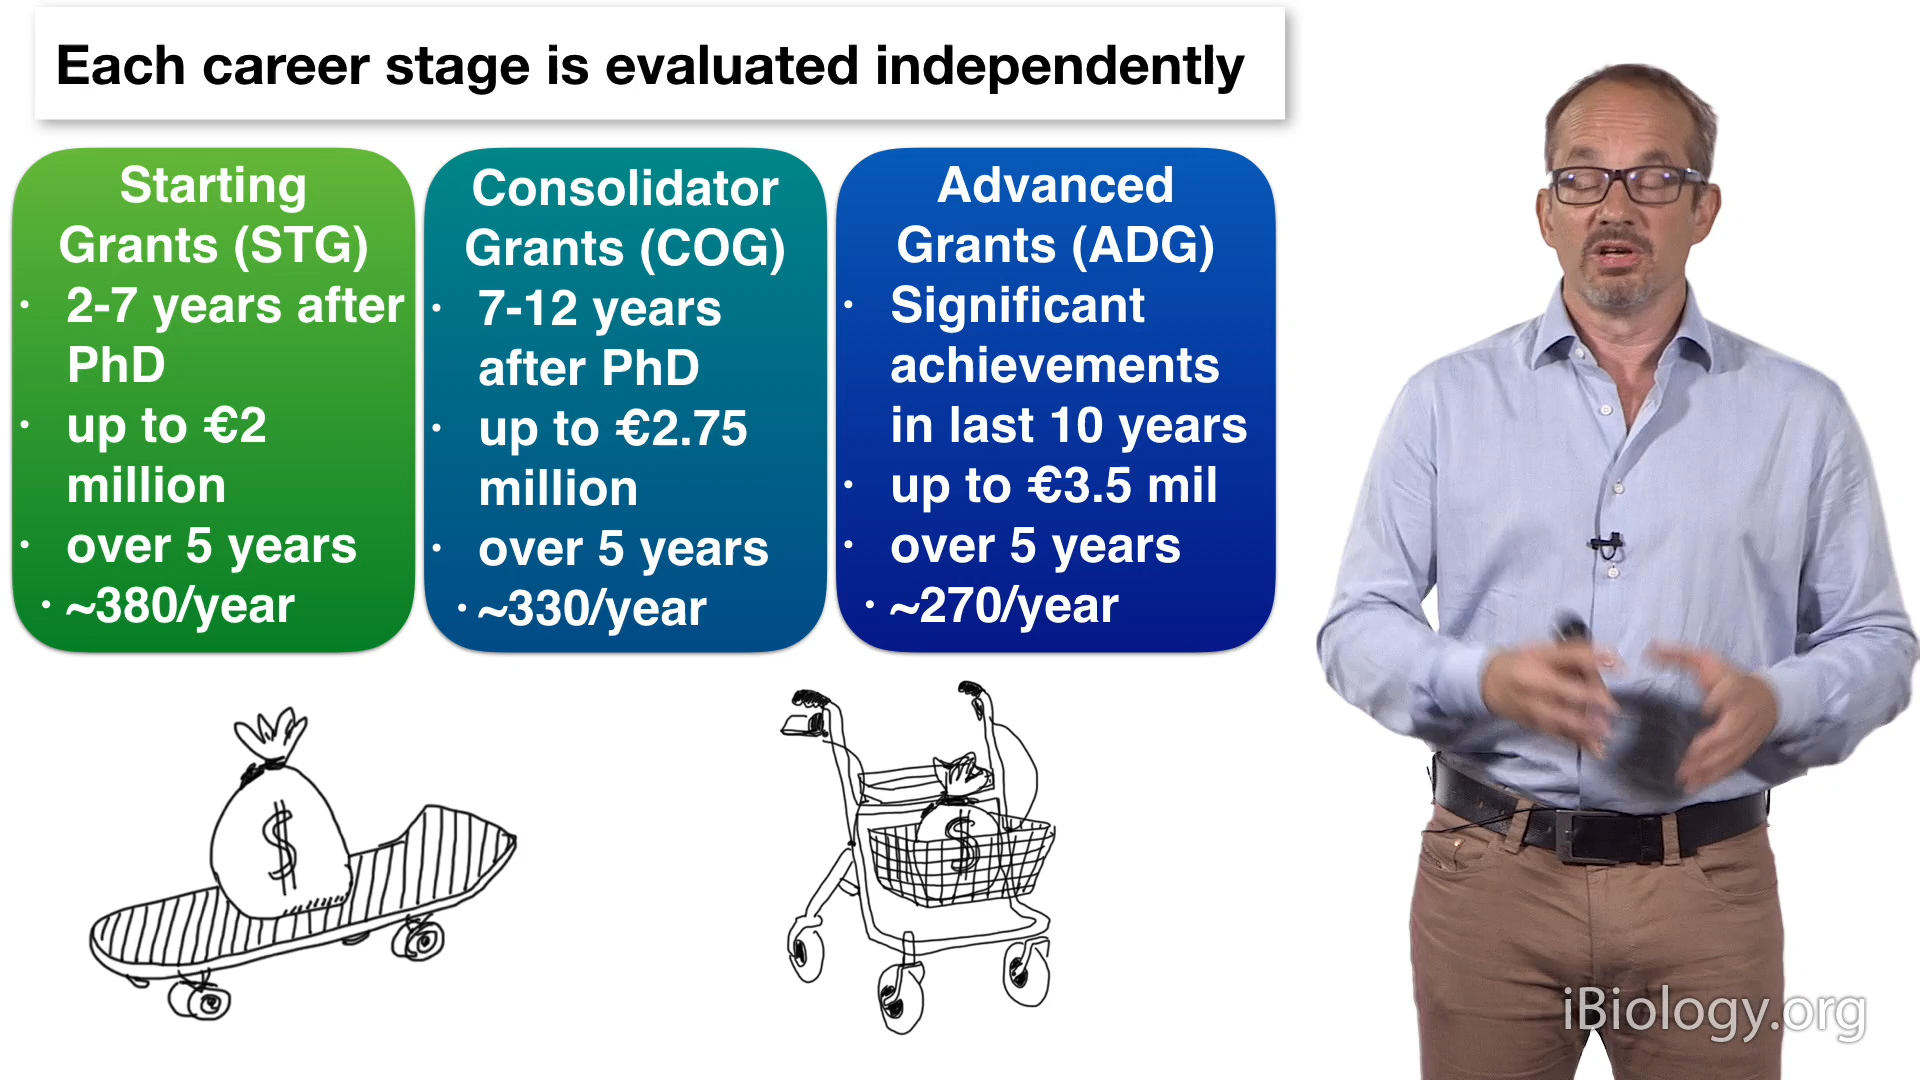 Each career stage is evaluated independently
Starting
Grants (STG)
· 2-7 years after
PhD
· up to €2
million
· over 5 years
· ~380/year
Consolidator
Grants (COG)
· 7-12 years
after PhD
· up to €2.75
million
· over 5 years
· ~330/year
Advanced
Grants (ADG)
· Significant
achievements
in last 10 years
· up to €3.5 mil
· over 5 years
· ~270/year
$
$
iBiology.org